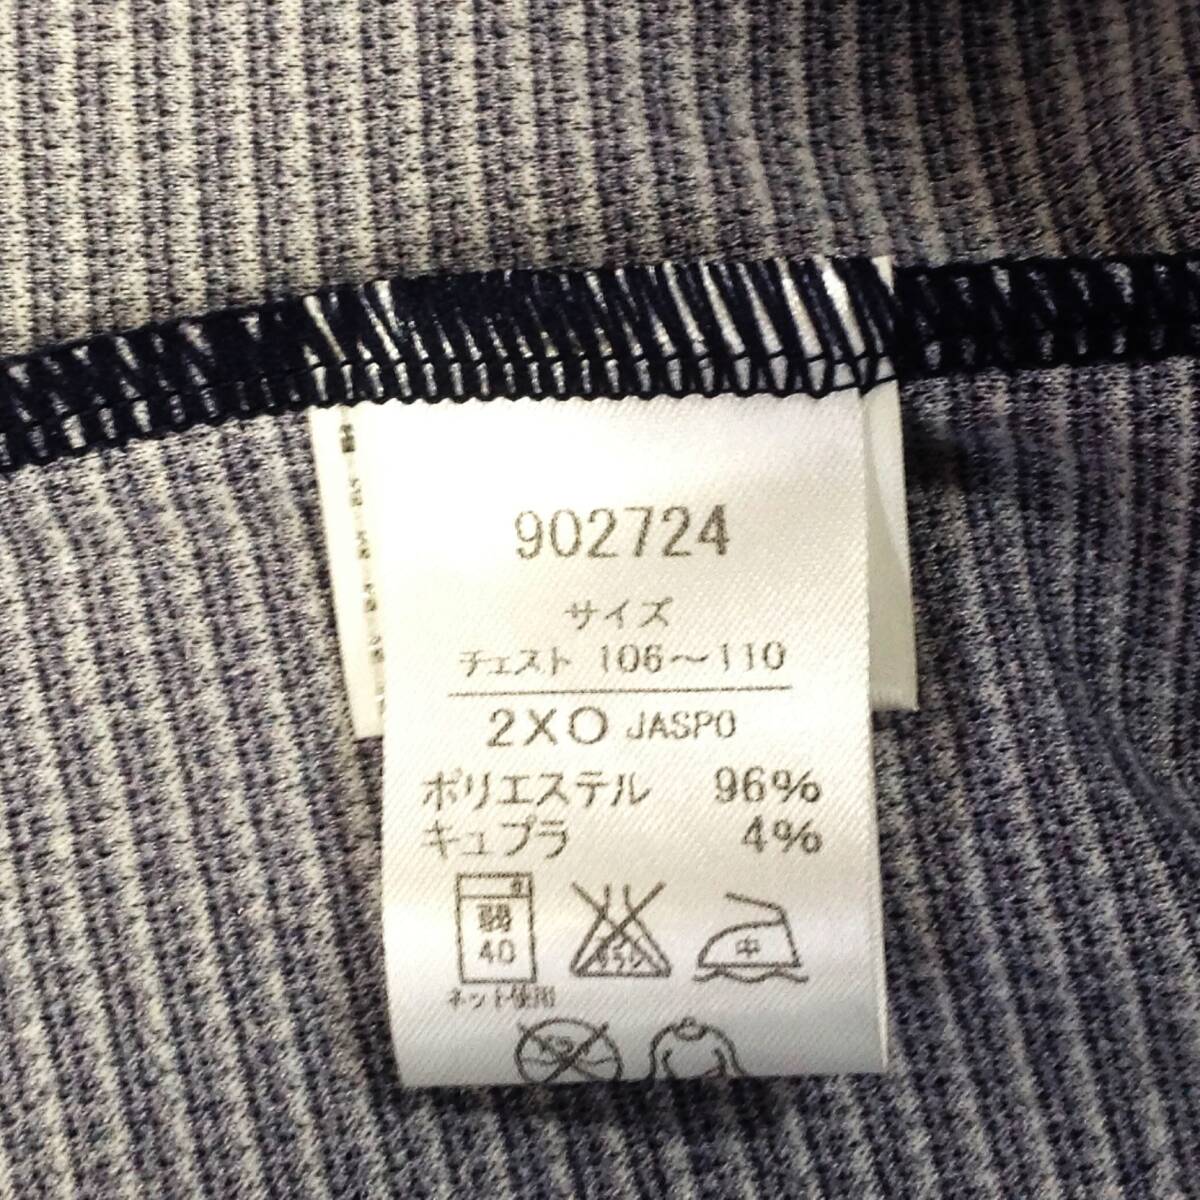 902724
サイズ
チェスト 106～110
2XO JASPO
ポリエステル 96%
キュプラ 4%
弱
40
中
ネット使用